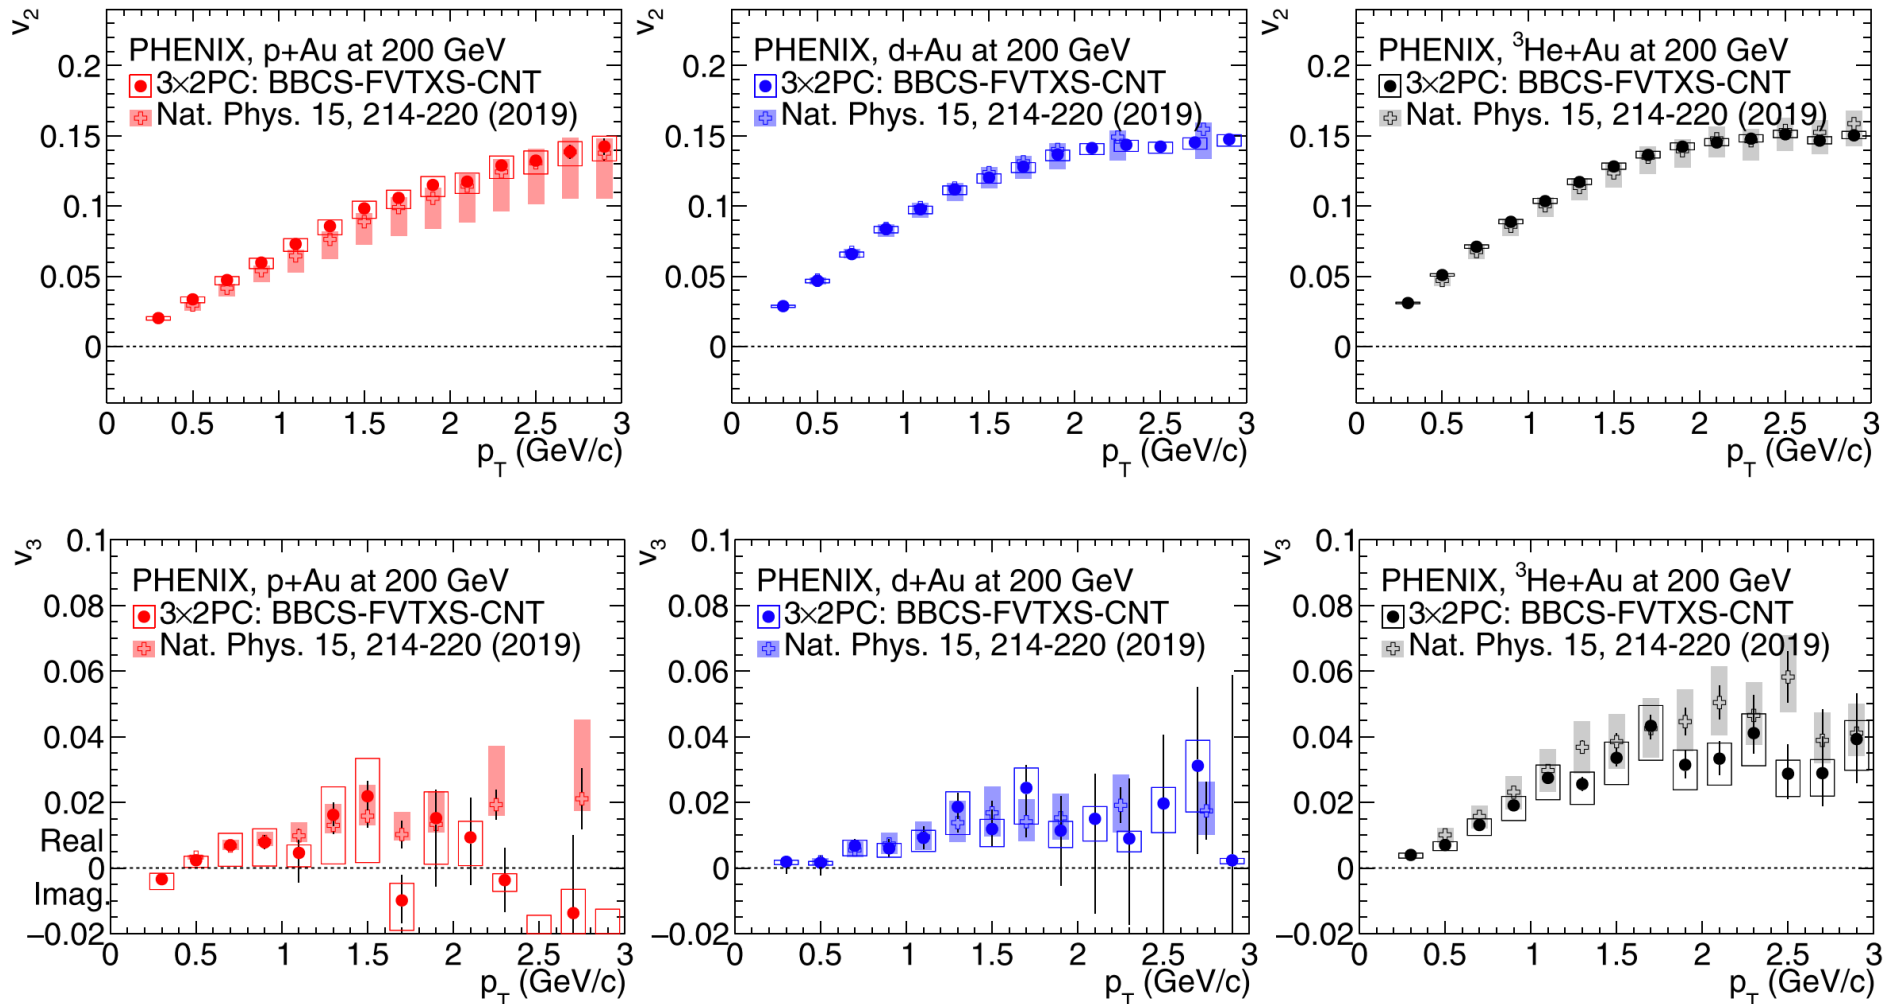 v2
PHENIX, p+Au at 200 GeV
3×2PC: BBCS-FVTXS-CNT
Nat. Phys. 15, 214-220 (2019)
0.2
0.15
0.1
0.05
0
0 0.5 1 1.5 2 2.5 3
pT (GeV/c)
v2
PHENIX, d+Au at 200 GeV
3×2PC: BBCS-FVTXS-CNT
Nat. Phys. 15, 214-220 (2019)
0.2
0.15
0.1
0.05
0
0 0.5 1 1.5 2 2.5 3
pT (GeV/c)
v2
PHENIX, 3He+Au at 200 GeV
3×2PC: BBCS-FVTXS-CNT
Nat. Phys. 15, 214-220 (2019)
0.2
0.15
0.1
0.05
0
0 0.5 1 1.5 2 2.5 3
pT (GeV/c)
v3
0.1
PHENIX, p+Au at 200 GeV
3×2PC: BBCS-FVTXS-CNT
Nat. Phys. 15, 214-220 (2019)
0.08
0.06
0.04
0.02
Real
0
Imag.
−0.02
0 0.5 1 1.5 2 2.5 3
pT (GeV/c)
v3
0.1
PHENIX, d+Au at 200 GeV
3×2PC: BBCS-FVTXS-CNT
Nat. Phys. 15, 214-220 (2019)
0.08
0.06
0.04
0.02
0
−0.02
0 0.5 1 1.5 2 2.5 3
pT (GeV/c)
v3
0.1
PHENIX, 3He+Au at 200 GeV
3×2PC: BBCS-FVTXS-CNT
Nat. Phys. 15, 214-220 (2019)
0.08
0.06
0.04
0.02
0
−0.02
0 0.5 1 1.5 2 2.5 3
pT (GeV/c)